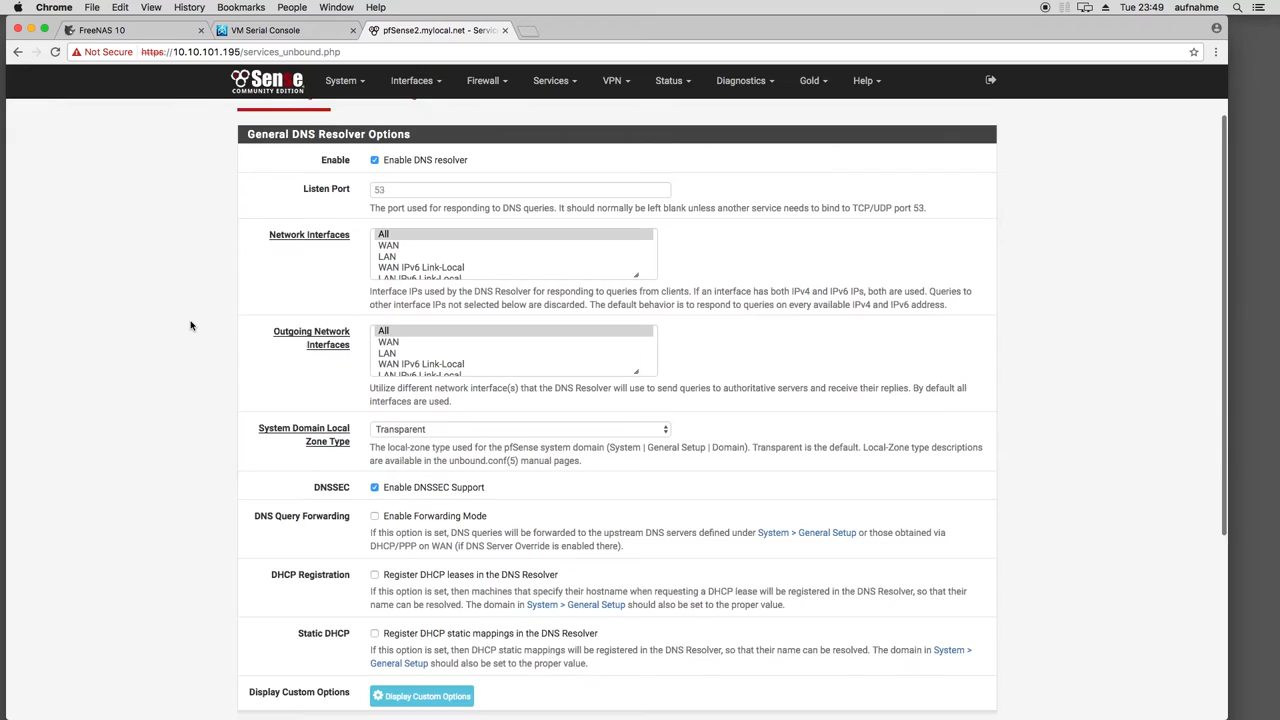 Chrome File Edit View History Bookmarks People Window Help Tue 23:49 aufnahme
FreeNAS 10 VM Serial Console pfSense2.mylocal.net - Servic
Not Secure https://10.10.101.195/services_unbound.php
Sense
COMMUNITY EDITION
System Interfaces Firewall Services VPN Status Diagnostics Gold Help
General DNS Resolver Options
Enable Enable DNS resolver
Listen Port 53
The port used for responding to DNS queries. It should normally be left blank unless another service needs to bind to TCP/UDP port 53.
Network Interfaces All
WAN
LAN
WAN IPv6 Link-Local
LAN IPv6 Link-Local
Interface IPs used by the DNS Resolver for responding to queries from clients. If an interface has both IPv4 and IPv6 IPs, both are used. Queries to
other interface IPs not selected below are discarded. The default behavior is to respond to queries on every available IPv4 and IPv6 address.
Outgoing Network
Interfaces
All
WAN
LAN
WAN IPv6 Link-Local
LAN IPv6 Link-Local
Utilize different network interface(s) that the DNS Resolver will use to send queries to authoritative servers and receive their replies. By default all
interfaces are used.
System Domain Local
Zone Type
Transparent
The local-zone type used for the pfSense system domain (System | General Setup | Domain). Transparent is the default. Local-Zone type descriptions
are available in the unbound.conf(5) manual pages.
DNSSEC Enable DNSSEC Support
DNS Query Forwarding Enable Forwarding Mode
If this option is set, DNS queries will be forwarded to the upstream DNS servers defined under System > General Setup or those obtained via
DHCP/PPP on WAN (if DNS Server Override is enabled there).
DHCP Registration Register DHCP leases in the DNS Resolver
If this option is set, then machines that specify their hostname when requesting a DHCP lease will be registered in the DNS Resolver, so that their
name can be resolved. The domain in System > General Setup should also be set to the proper value.
Static DHCP Register DHCP static mappings in the DNS Resolver
If this option is set, then DHCP static mappings will be registered in the DNS Resolver, so that their name can be resolved. The domain in System >
General Setup should also be set to the proper value.
Display Custom Options Display Custom Options